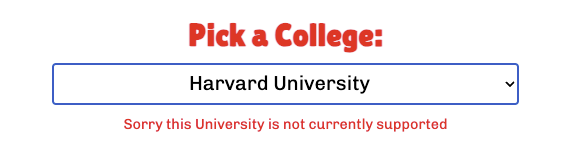 Pick a College:
Harvard University
Sorry this University is not currently supported